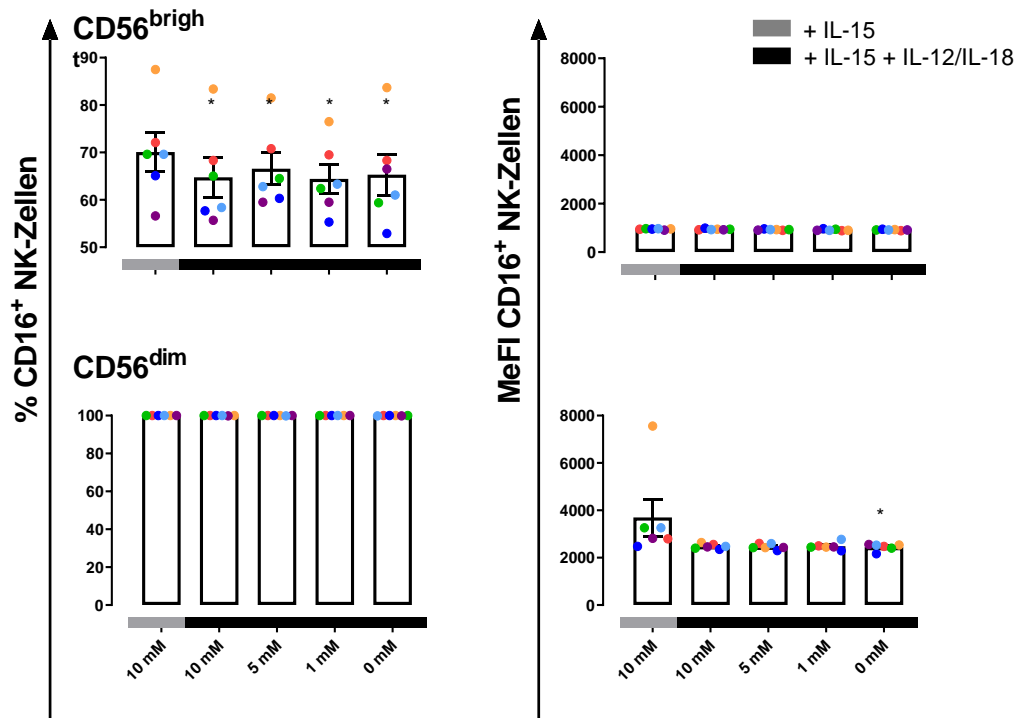 CD56brigh
t
+ IL-15
+ IL-15 + IL-12/IL-18
% CD16+ NK-Zellen
90
80
70
60
50
* * * *
MeFI CD16+ NK-Zellen
8000
6000
4000
2000
0
CD56dim
100
80
60
40
20
0
10 mM 10 mM 5 mM 1 mM 0 mM
8000
6000
4000
2000
0
*
10 mM 10 mM 5 mM 1 mM 0 mM